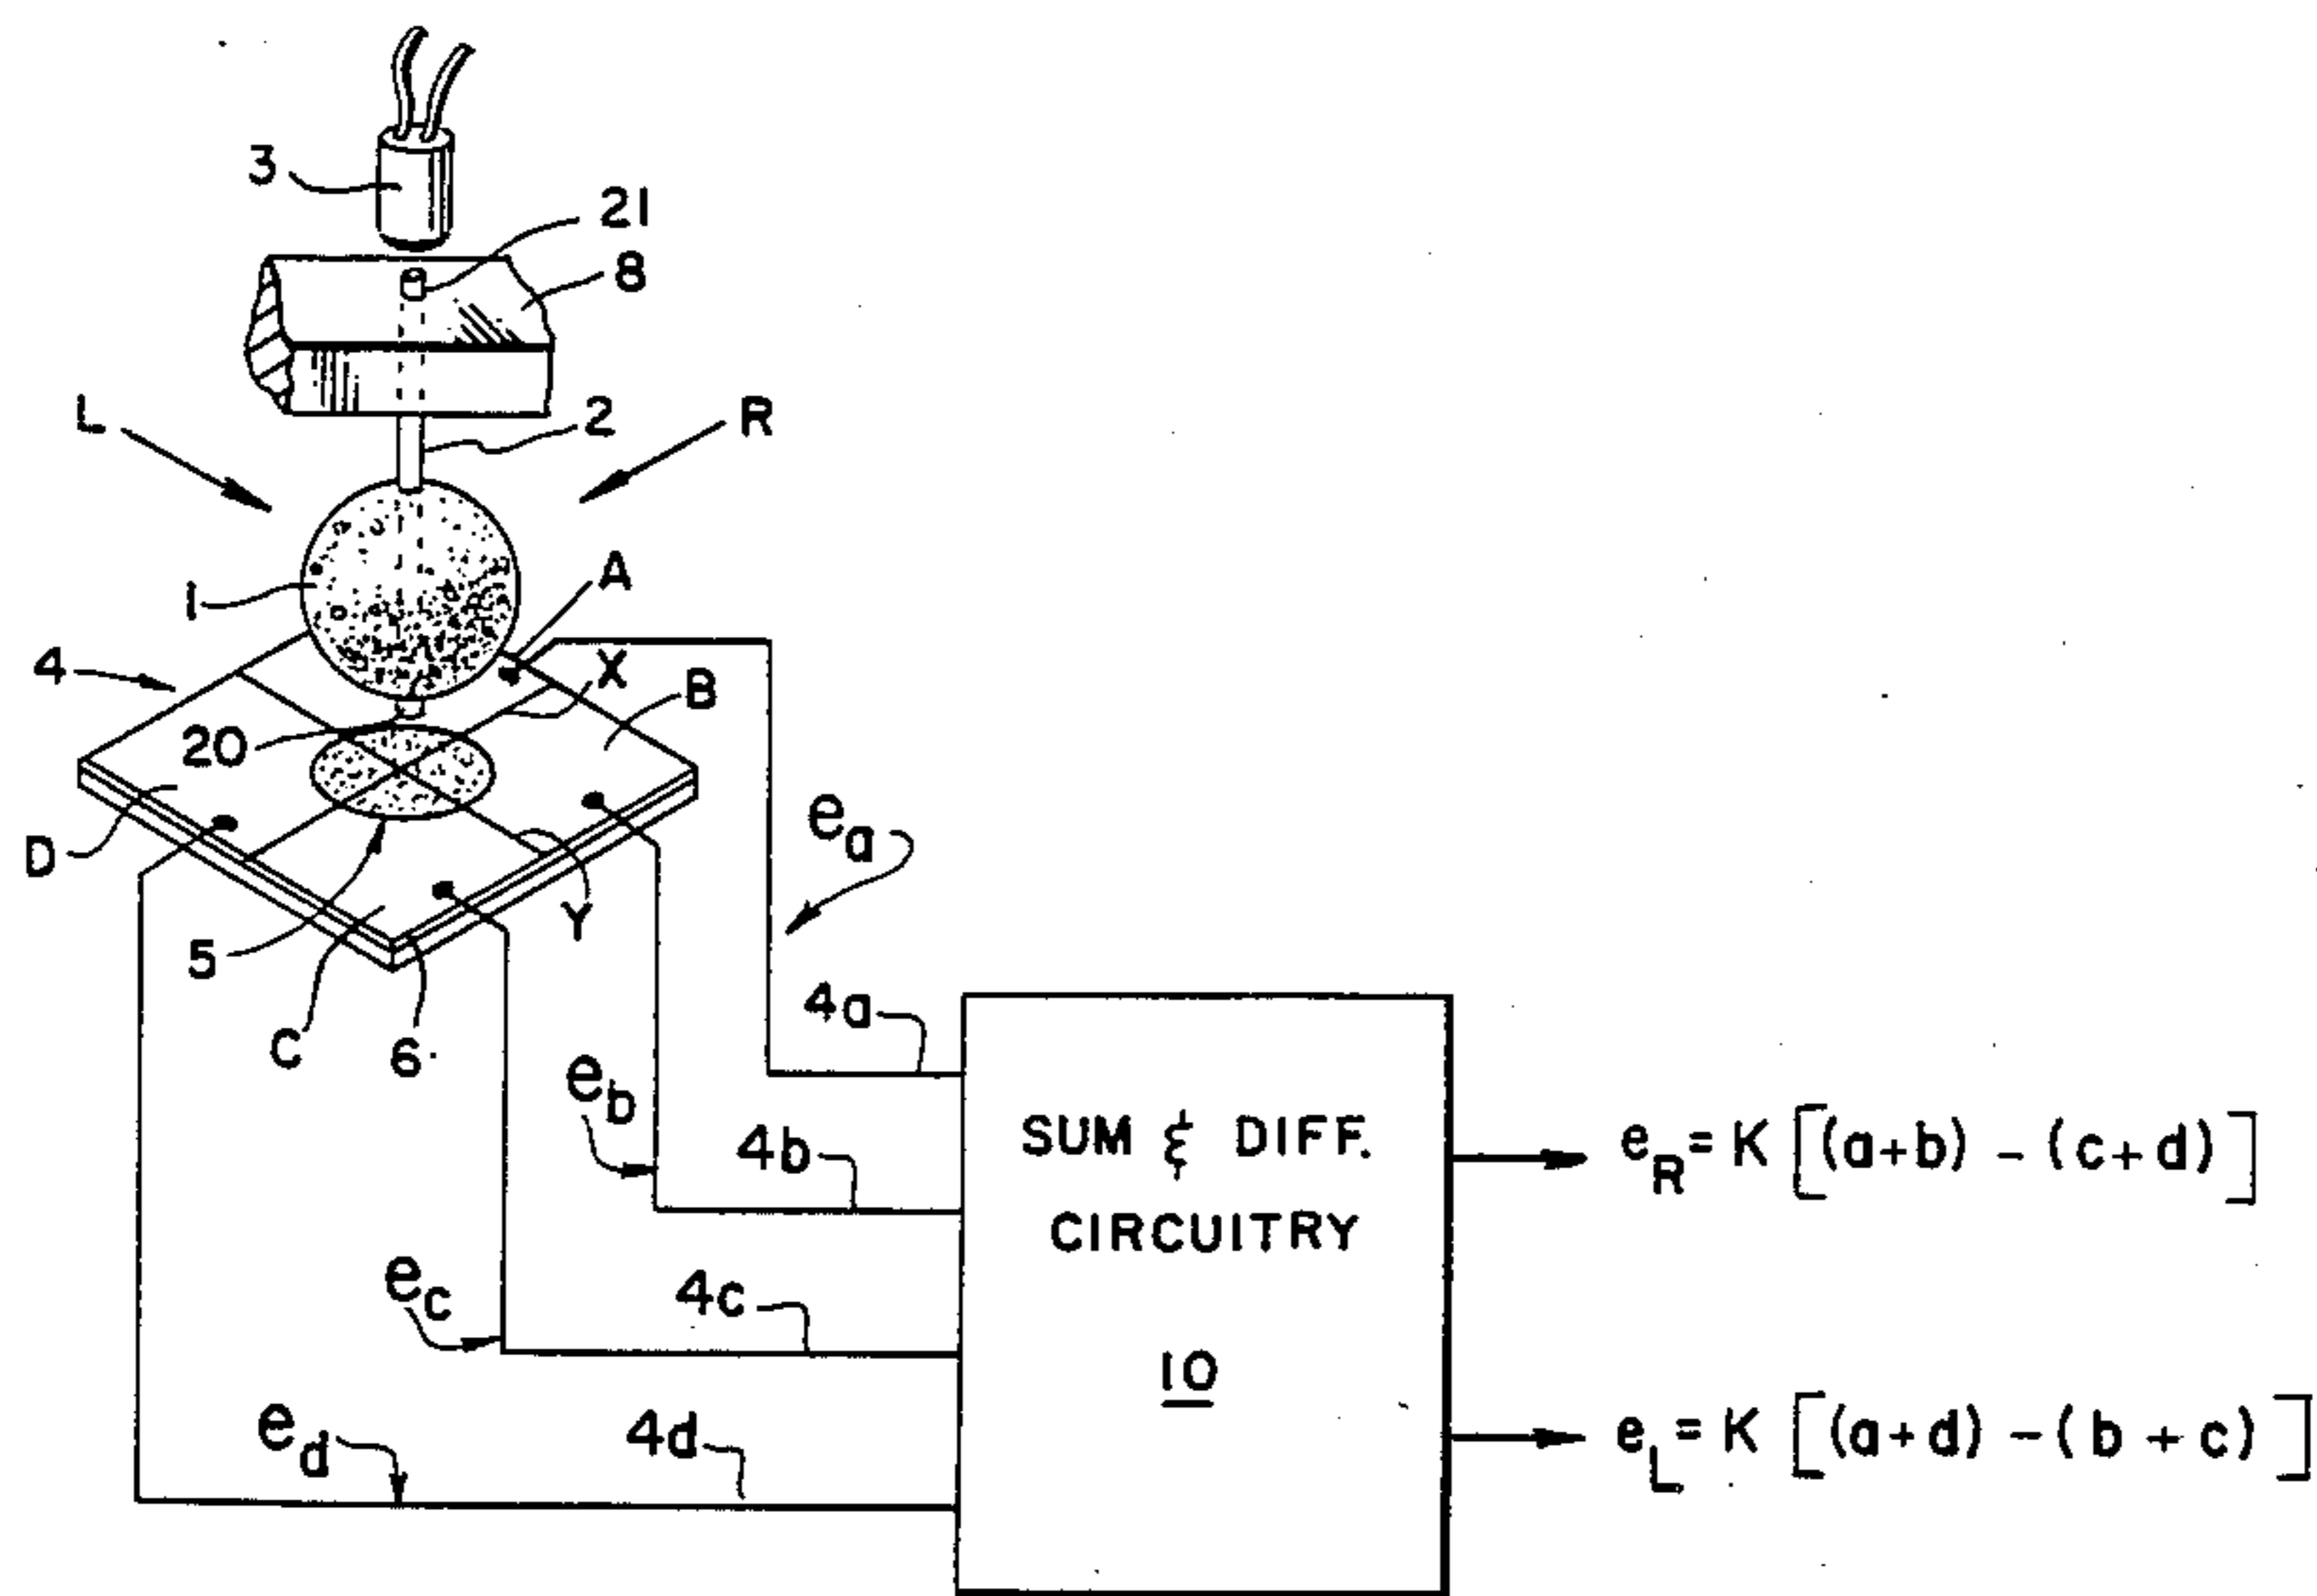 3
21
8
L
2
R
1
A
4
X
B
20
D
e_a
Y
5
C
6
4a
e_b
4b
SUM & DIFF.
CIRCUITRY
10
e_R = K [(a+b) - (c+d)]
e_c
4c
e_d
4d
e_L = K [(a+d) - (b + c)]